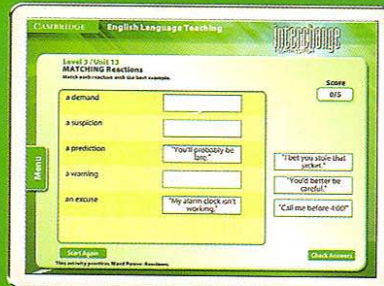 CAMBRIDGE English Language Teaching
interchange
Level 3 / Unit 13
MATCHING Reactions
Match each reaction with the best example.
Score
0/5
a demand
a suspicion
a prediction
"You'll probably be
late."
a warning
an excuse
"My alarm clock isn't
working."
"I bet you stole that
jacket."
"You'd better be
careful."
"Call me before 4:00!"
Menu
Start Again
Check Answers
This activity practices Word Power: Reactions.